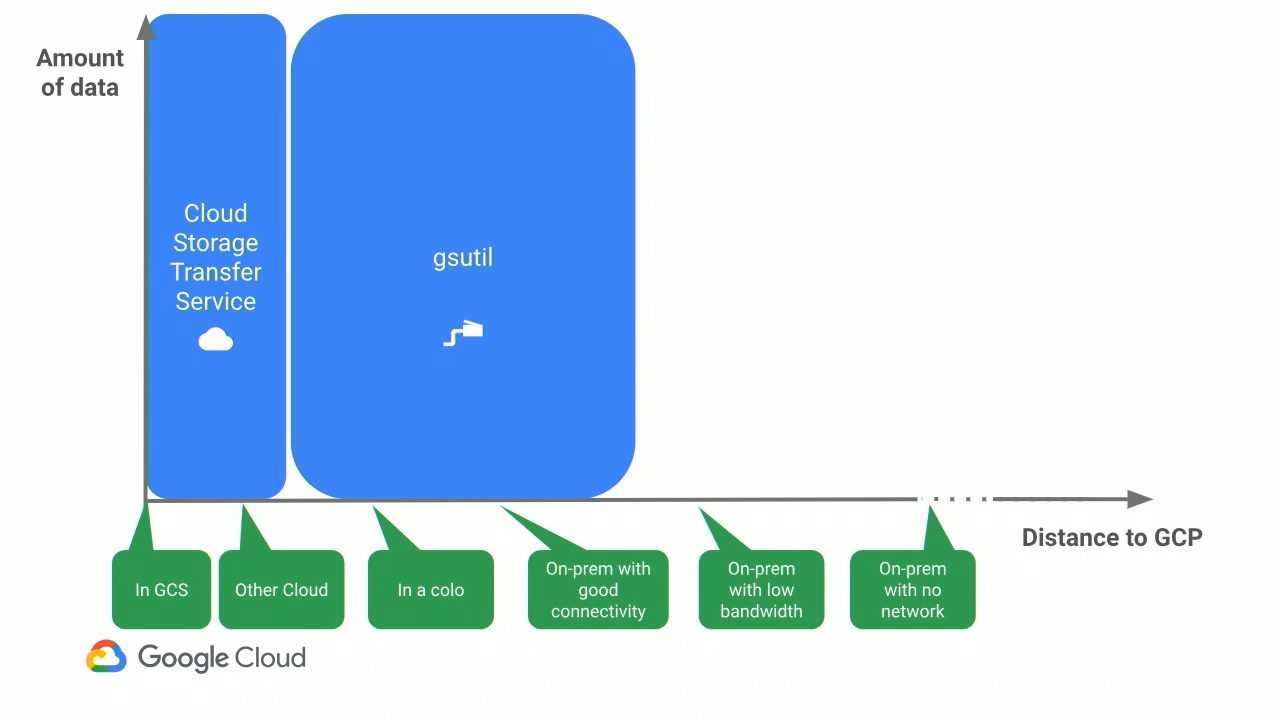 Amount
of data
Cloud
Storage
Transfer
Service
gsutil
Distance to GCP
In GCS
Other Cloud
In a colo
On-prem with
good
connectivity
On-prem
with low
bandwidth
On-prem
with no
network
Google Cloud